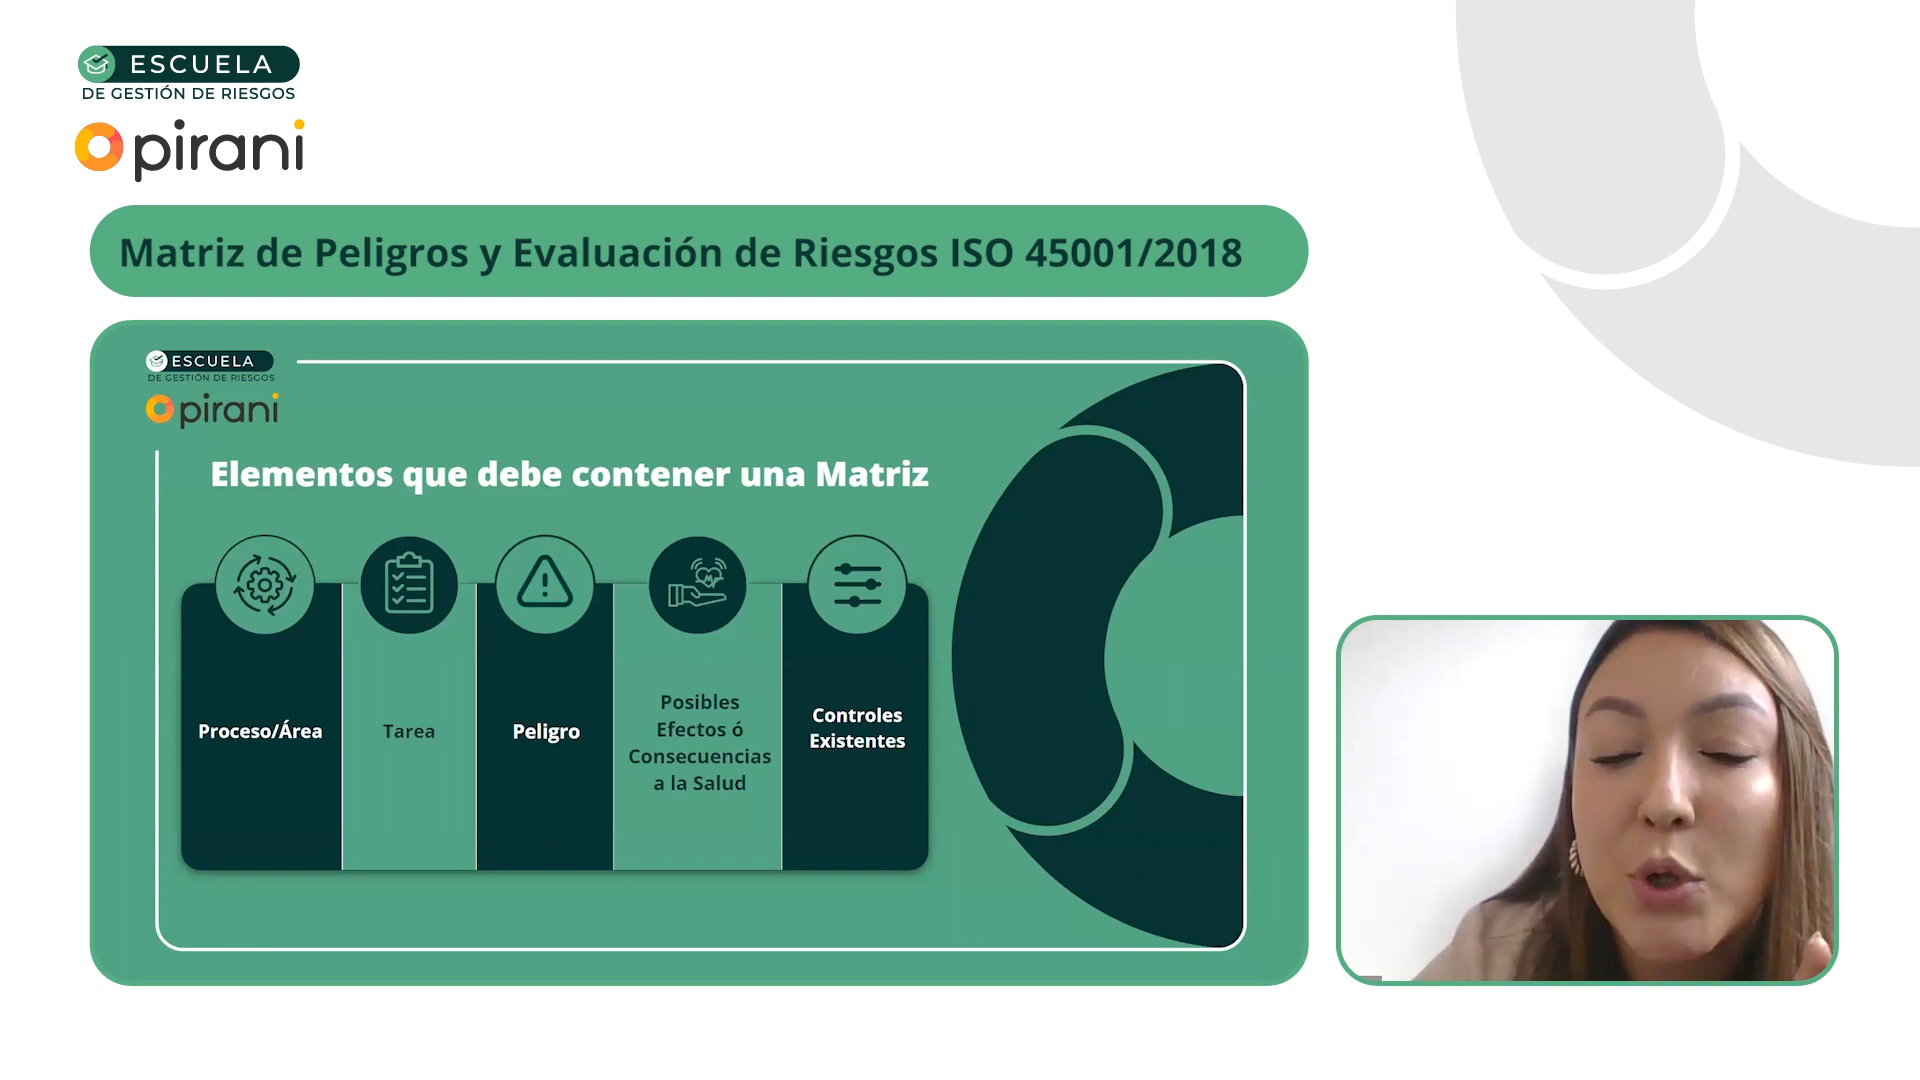 ESCUELA
DE GESTIÓN DE RIESGOS
pirani
Matriz de Peligros y Evaluación de Riesgos ISO 45001/2018
ESCUELA
DE GESTIÓN DE RIESGOS
pirani
Elementos que debe contener una Matriz
Proceso/Área
Tarea
Peligro
Posibles
Efectos ó
Consecuencias
a la Salud
Controles
Existentes